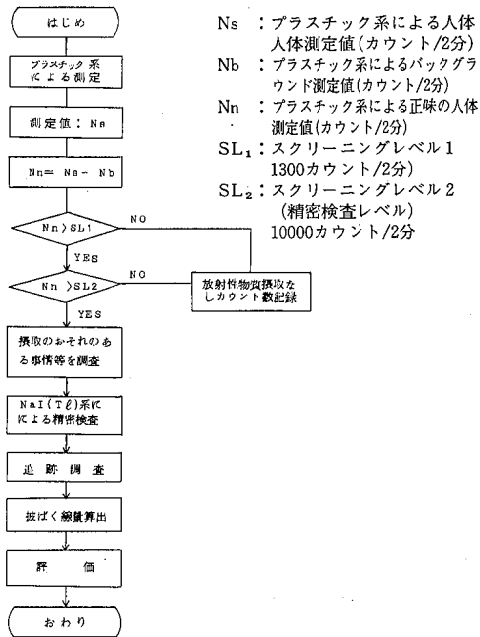 はじめ
プラスチック系
による測定
測定値：Ns
Nn＝ Ns－ Nb
Nn＞SL1
NO
YES
Nn＞SL2
NO
YES
放射性物質摂取な
しカウント数記録
摂取のおそれのあ
る事情等を調査
NaI(Tℓ)系に
による精密検査
追跡調査
被ばく線量算出
評価
おわり
Ns ：プラスチック系による人体
人体測定値(カウント/2分)
Nb ：プラスチック系によるバックグラ
ウンド測定値(カウント/2分)
Nn ：プラスチック系による正味の人体
測定値(カウント/2分)
SL₁：スクリーニングレベル1
1300カウント/2分)
SL₂：スクリーニングレベル2
(精密検査レベル)
10000カウント/2分